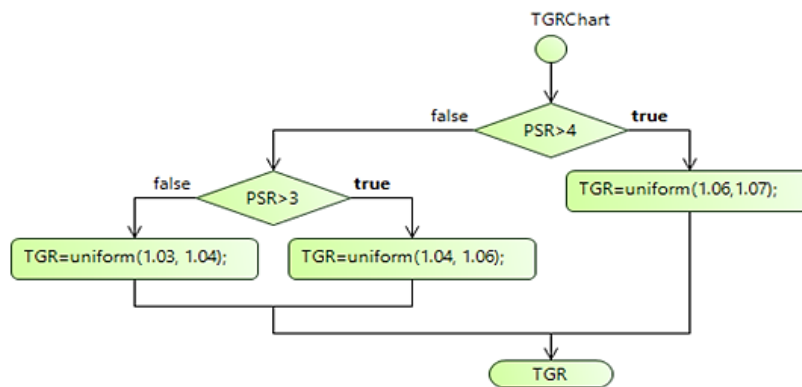 TGRChart
false
PSR>4
true
false
PSR>3
true
TGR=uniform(1.06,1.07);
TGR=uniform(1.03, 1.04);
TGR=uniform(1.04, 1.06);
TGR